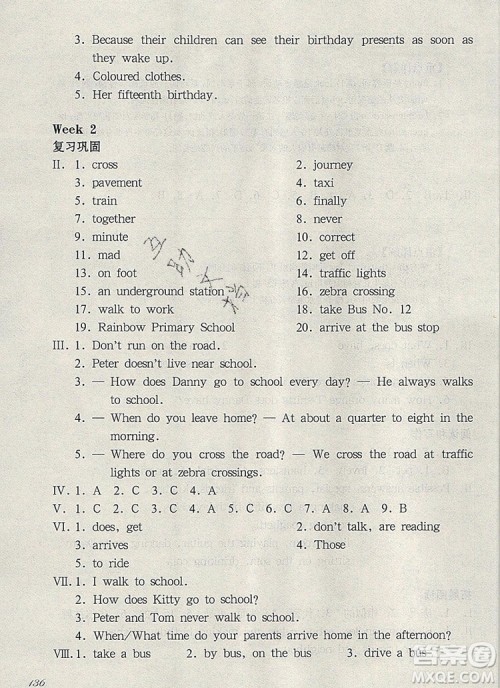 3. Because their children can see their birthday presents as soon as
they wake up.
4. Coloured clothes.
5. Her fifteenth birthday.
Week 2
复习巩固
II. 1. cross 2. journey
3. pavement 4. taxi
5. train 6. finally
7. together 8. never
9. minute 10. correct
11. mad 12. get off
13. on foot 14. traffic lights
15. an underground station 16. zebra crossing
17. walk to work 18. take Bus No. 12
19. Rainbow Primary School 20. arrive at the bus stop
III. 1. Don't run on the road.
2. Peter doesn't live near school.
3. — How does Danny go to school every day? — He always walks
to school.
4. — When do you leave home? — At about a quarter to eight in the
morning.
5. — Where do you cross the road? — We cross the road at traffic
lights or at zebra crossings.
IV. 1. A 2. C 3. C 4. A
V. 1. C 2. B 3. C 4. A 5. C 6. C 7. B 8. A 9. B
VI. 1. does, get 2. don't talk, are reading
3. arrives 4. Those
5. to ride
VII. 1. I walk to school.
2. How does Kitty go to school?
3. Peter and Tom never walk to school.
4. When/What time do your parents arrive home in the afternoon?
VIII. 1. take a bus 2. by bus, on the bus 3. drive a bus
136
答案圈
MXQE.COM